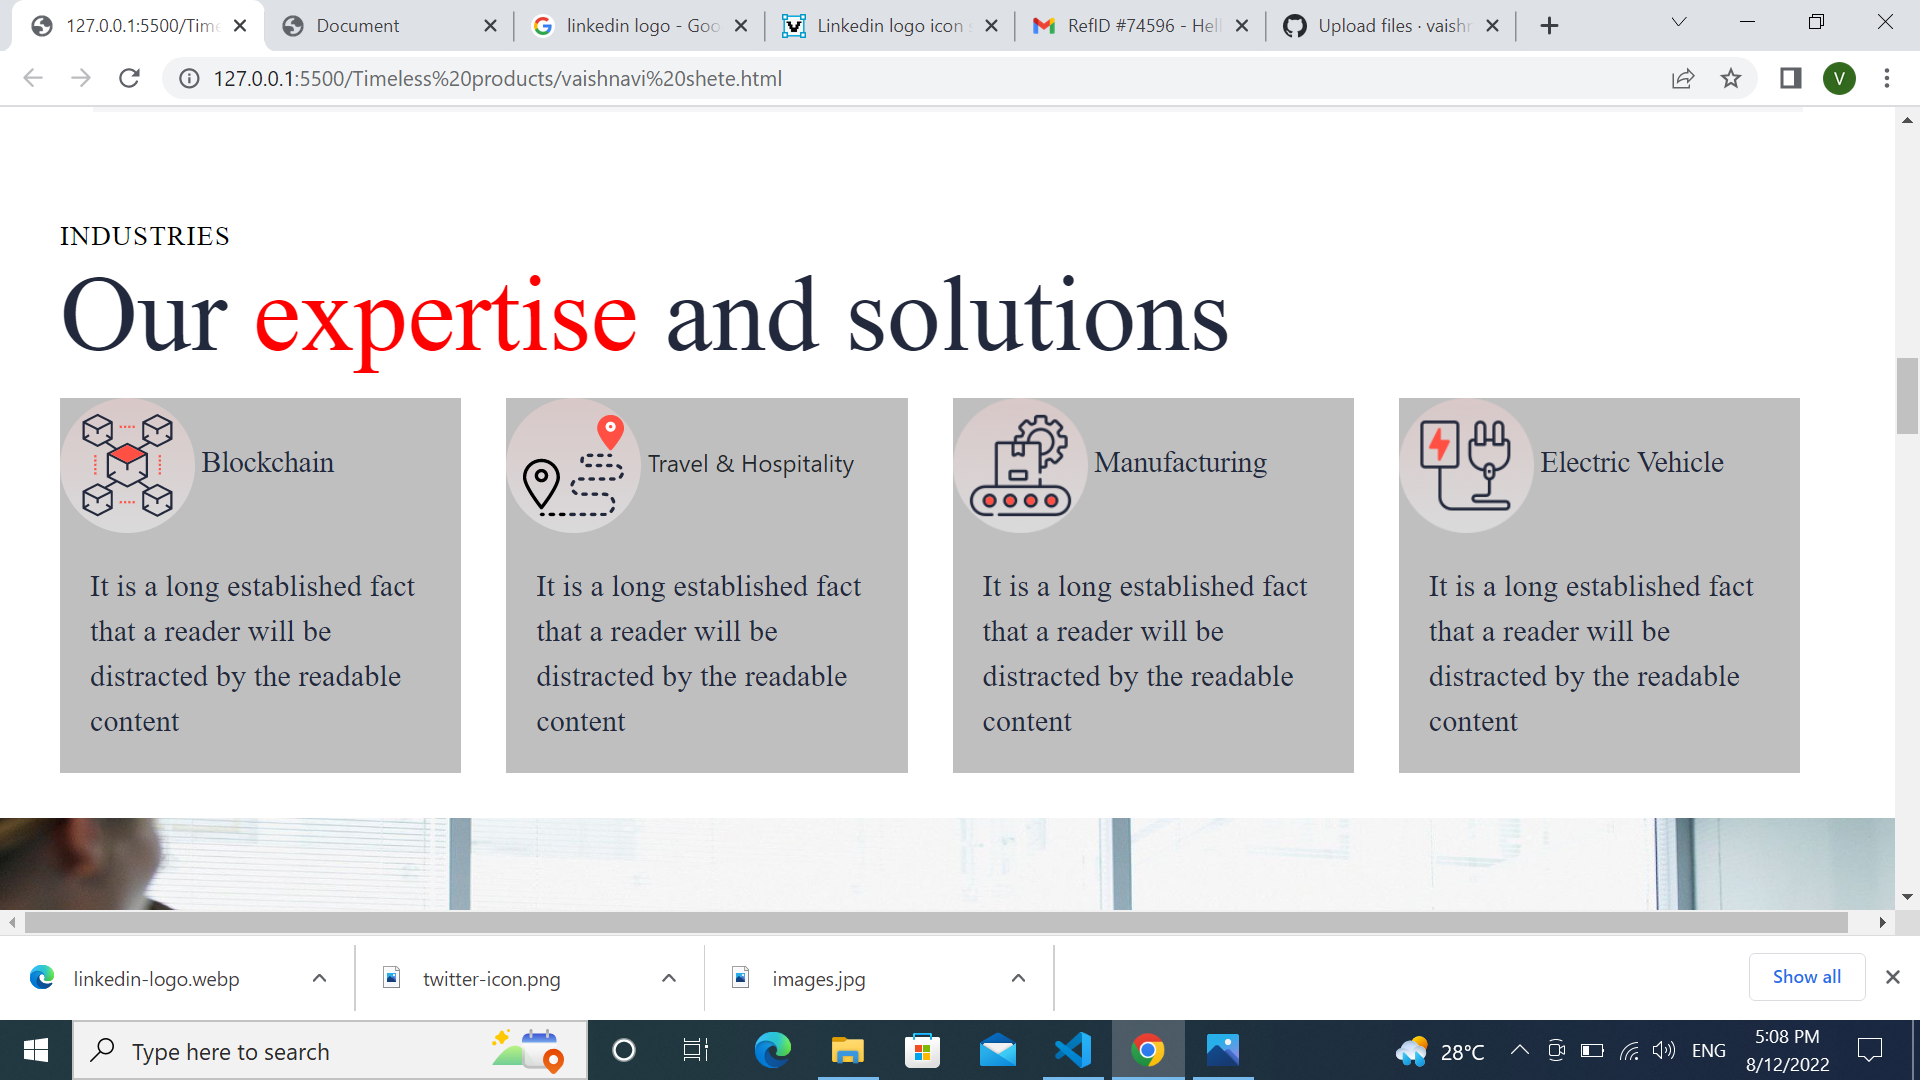 127.0.0.1:5500/Time
Document
linkedin logo - Goo
Linkedin logo icon s
RefID #74596 - Hell
Upload files · vaishn
127.0.0.1:5500/Timeless%20products/vaishnavi%20shete.html
V
INDUSTRIES
Our expertise and solutions
Blockchain
It is a long established fact
that a reader will be
distracted by the readable
content
Travel & Hospitality
It is a long established fact
that a reader will be
distracted by the readable
content
Manufacturing
It is a long established fact
that a reader will be
distracted by the readable
content
Electric Vehicle
It is a long established fact
that a reader will be
distracted by the readable
content
linkedin-logo.webp
twitter-icon.png
images.jpg
Show all
Type here to search
28°C
ENG
5:08 PM
8/12/2022